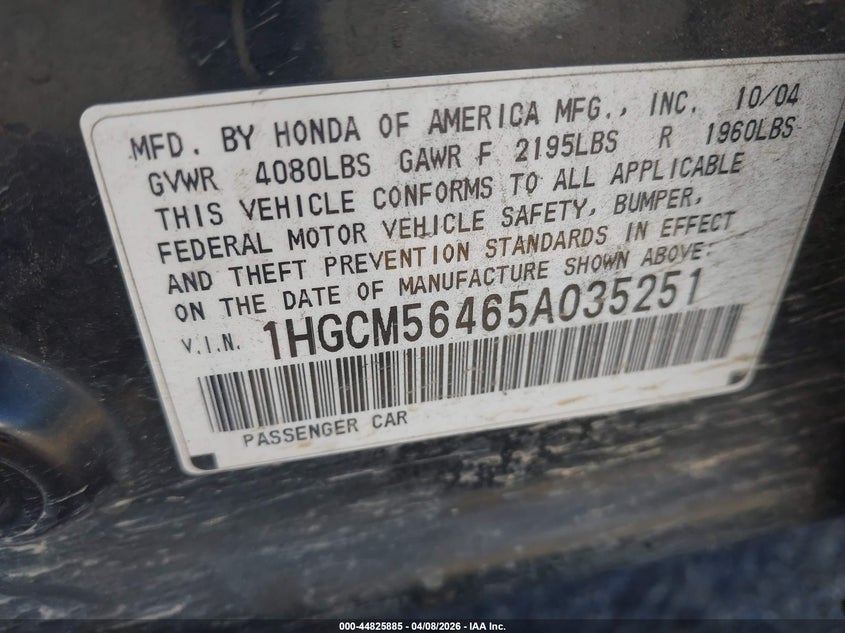 MFD. BY HONDA OF AMERICA MFG., INC. 10/04
GVWR 4080LBS GAWR F 2195LBS R 1960LBS
THIS VEHICLE CONFORMS TO ALL APPLICABLE
FEDERAL MOTOR VEHICLE SAFETY, BUMPER,
AND THEFT PREVENTION STANDARDS IN EFFECT
ON THE DATE OF MANUFACTURE SHOWN ABOVE:
V.I.N. 1HGCM56465A035251
PASSENGER CAR
000-44825885 - 04/08/2026 - IAA Inc.